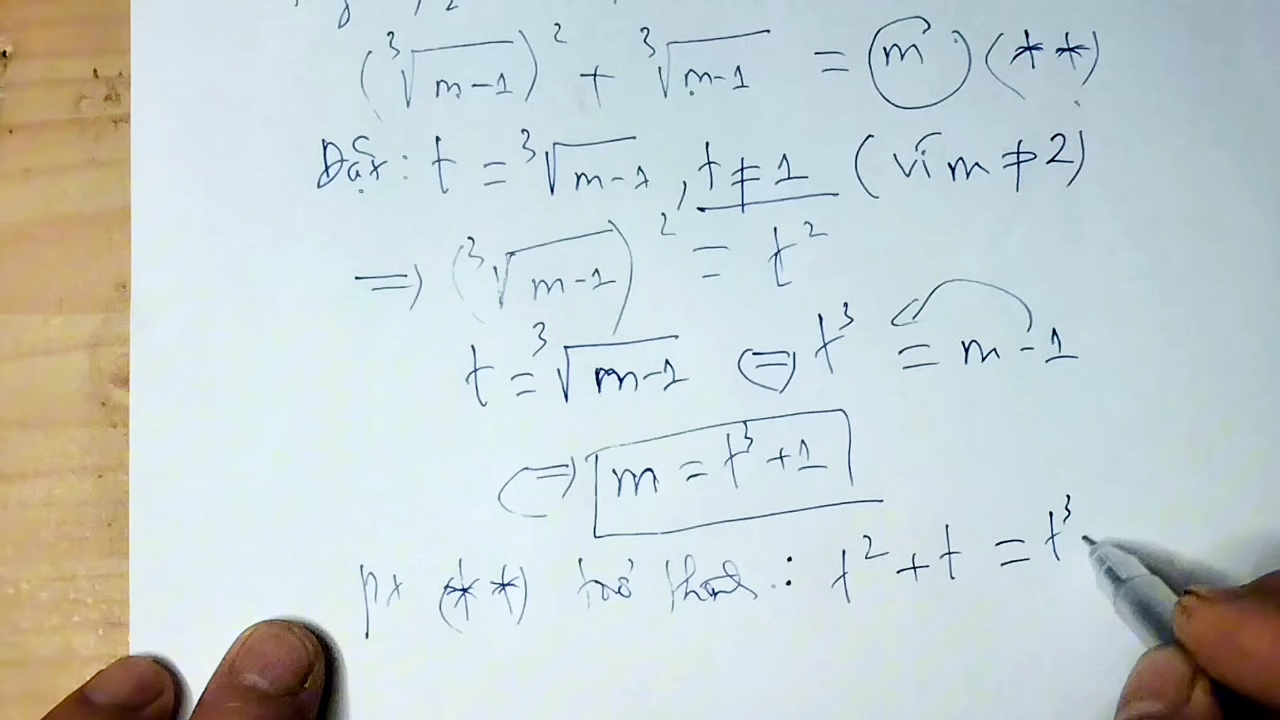 (∛(m-1))² + ∛(m-1) = m (**)
Đặt: t = ∛(m-1), t ≠ 1 (vì m ≠ 2)
=> (∛(m-1))² = t²
t = ∛(m-1) <=> t³ = m - 1
<=> m = t³ + 1
pt (**) trở thành: t² + t = t³